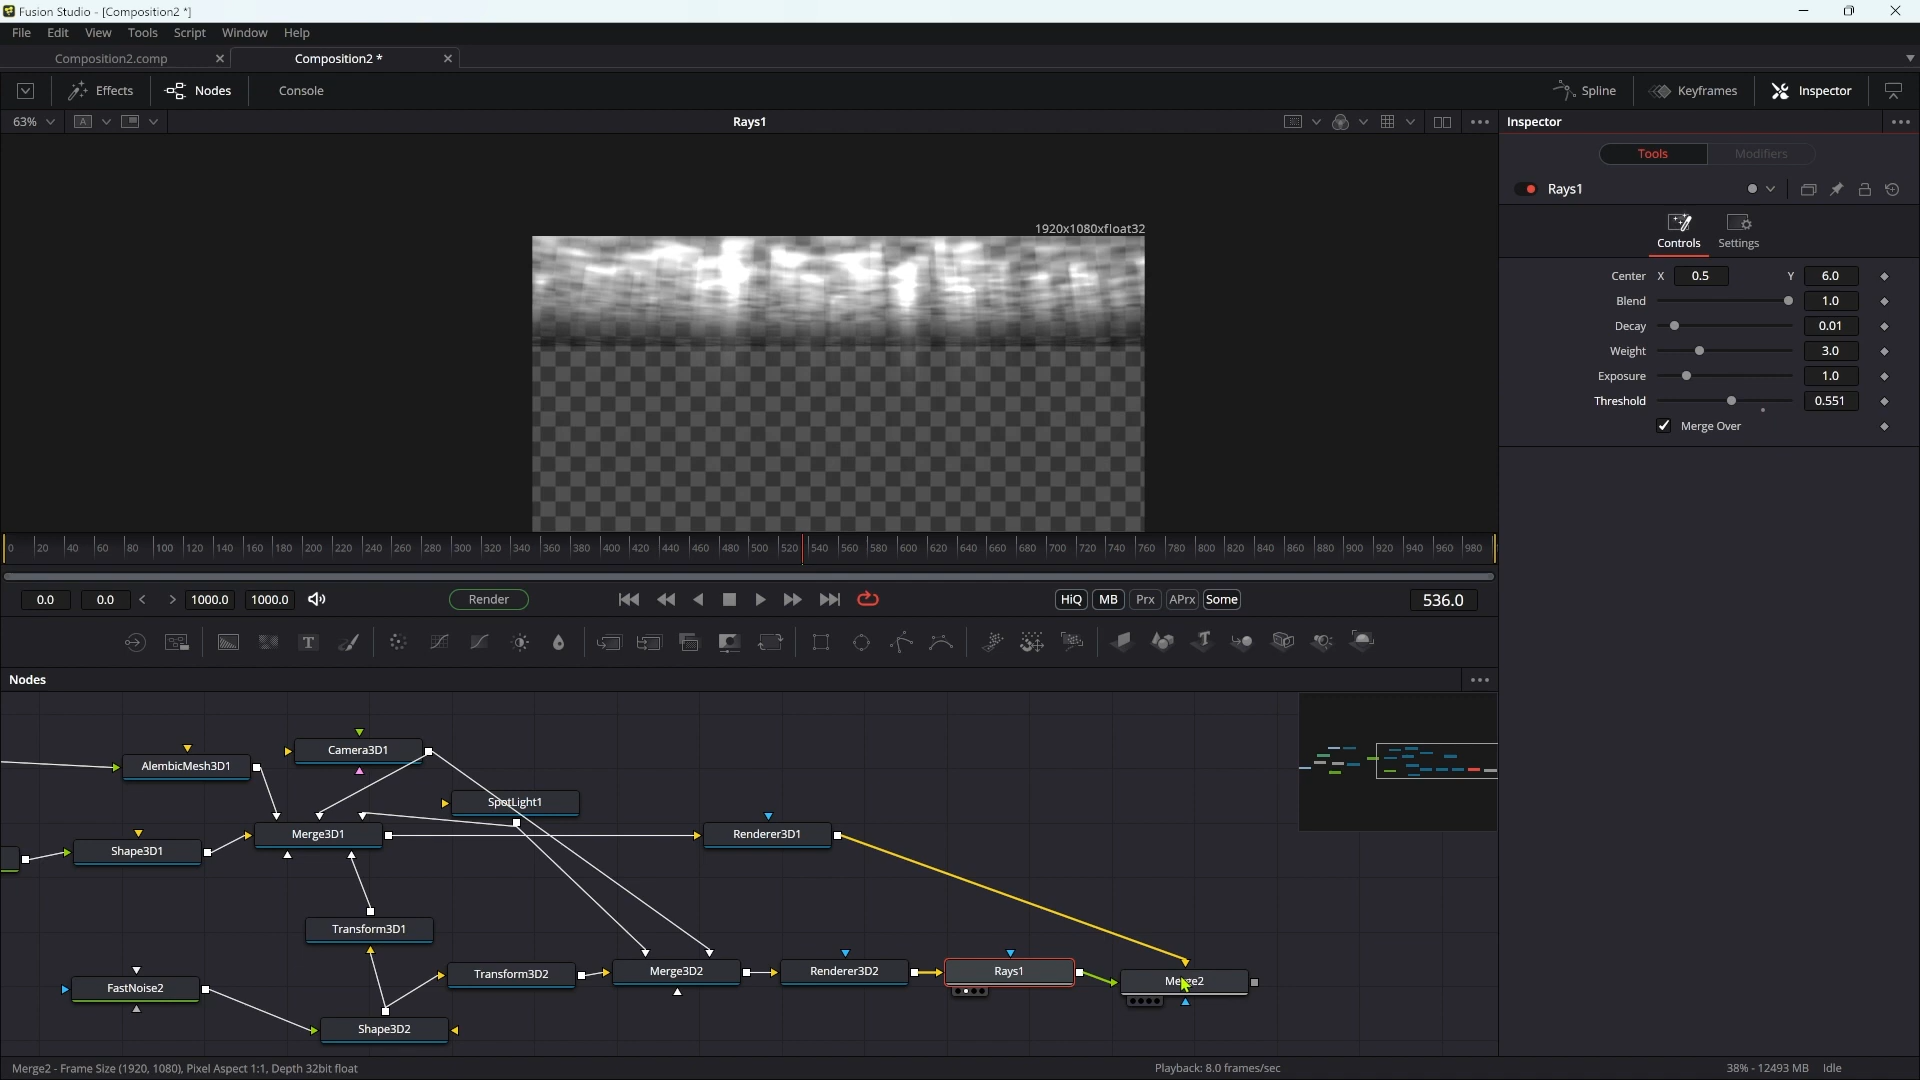 Fusion Studio - [Composition2 *]
File Edit View Tools Script Window Help
Composition2.comp Composition2 *
Effects Nodes Console Spline Keyframes Inspector
63% A Rays1 Inspector
Tools Modifiers
Rays1
1920x1080xfloat32
Controls Settings
Center X 0.5 Y 6.0
Blend 1.0
Decay 0.01
Weight 3.0
Exposure 1.0
Threshold 0.551
Merge Over
0 20 40 60 80 100 120 140 160 180 200 220 240 260 280 300 320 340 360 380 400 420 440 460 480 500 520 540 560 580 600 620 640 660 680 700 720 740 760 780 800 820 840 860 880 900 920 940 960 980
0.0 0.0 < > 1000.0 1000.0 Render HiQ MB Prx APrx Some 536.0
T
Nodes
Camera3D1
AlembicMesh3D1
SpotLight1
Merge3D1 Renderer3D1
Shape3D1
Transform3D1
Transform3D2 Merge3D2 Renderer3D2 Rays1 Merge2
FastNoise2
Shape3D2
Merge2 - Frame Size (1920, 1080), Pixel Aspect 1:1, Depth 32bit float Playback: 8.0 frames/sec 38% - 12493 MB Idle